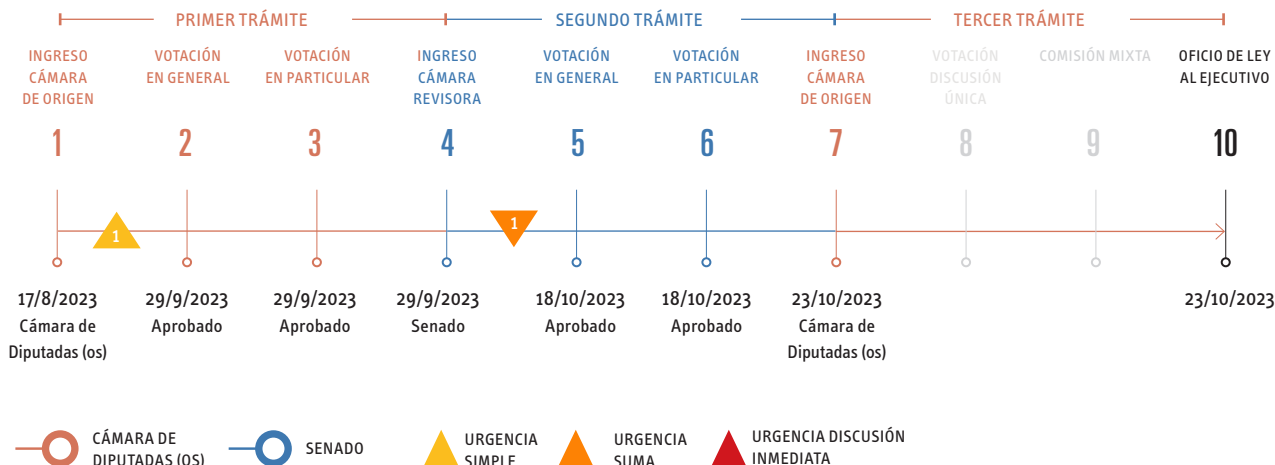 PRIMER TRÁMITE
SEGUNDO TRÁMITE
TERCER TRÁMITE
INGRESO
CÁMARA
DE ORIGEN
VOTACIÓN
EN GENERAL
VOTACIÓN
EN PARTICULAR
INGRESO
CÁMARA
REVISORA
VOTACIÓN
EN GENERAL
VOTACIÓN
EN PARTICULAR
INGRESO
CÁMARA
DE ORIGEN
VOTACIÓN
DISCUSIÓN
ÚNICA
COMISIÓN MIXTA
OFICIO DE LEY
AL EJECUTIVO
1 2 3 4 5 6 7 8 9 10
1
1
17/8/2023
Cámara de
Diputadas (os)
29/9/2023
Aprobado
29/9/2023
Aprobado
29/9/2023
Senado
18/10/2023
Aprobado
18/10/2023
Aprobado
23/10/2023
Cámara de
Diputadas (os)
23/10/2023
CÁMARA DE
DIPUTADAS (OS)
SENADO
URGENCIA
SIMPLE
URGENCIA
SUMA
URGENCIA DISCUSIÓN
INMEDIATA